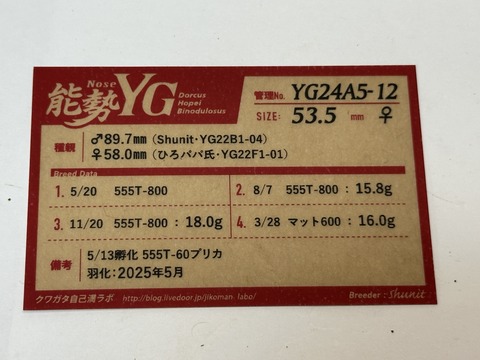 能勢YG
Nose
Dorcus
Hopei
Binodulosus
管理No. YG24A5-12
SIZE: 53.5 mm ♀
種親
♂89.7mm (Shunit・YG22B1-04)
♀58.0mm (ひろパパ氏・YG22F1-01)
Breed Data
1. 5/20 555T-800
2. 8/7 555T-800 : 15.8g
3. 11/20 555T-800 : 18.0g
4. 3/28 マット600 : 16.0g
備考
5/13孵化 555T-60プリカ
羽化:2025年5月
クワガタ自己満ラボ http://blog.livedoor.jp/jikoman_labo/
Breeder : Shunit